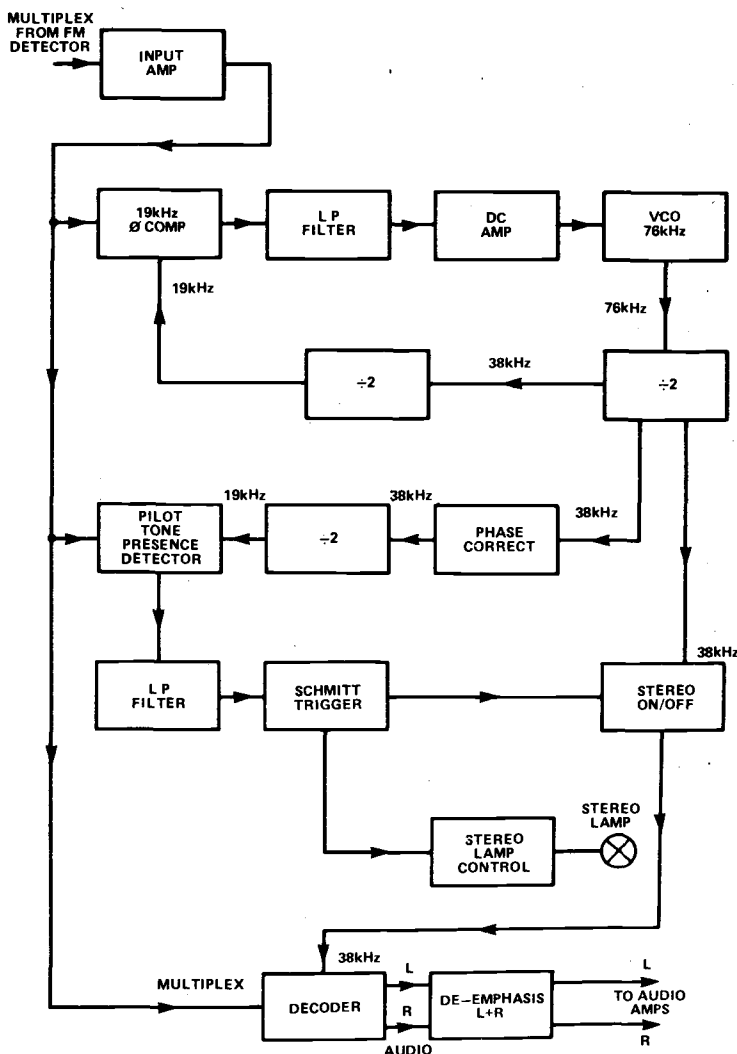 MULTIPLEX
FROM FM
DETECTOR
INPUT
AMP
19kHz
Ø COMP
L P
FILTER
DC
AMP
VCO
76kHz
19kHz
76kHz
÷2
38kHz
÷2
PILOT
TONE
PRESENCE
DETECTOR
19kHz
÷2
38kHz
PHASE
CORRECT
38kHz
38kHz
L P
FILTER
SCHMITT
TRIGGER
STEREO
ON/OFF
STEREO
LAMP
CONTROL
STEREO
LAMP
38kHz
MULTIPLEX
DECODER
L
R
AUDIO
DE–EMPHASIS
L+R
L
TO AUDIO
AMPS
R